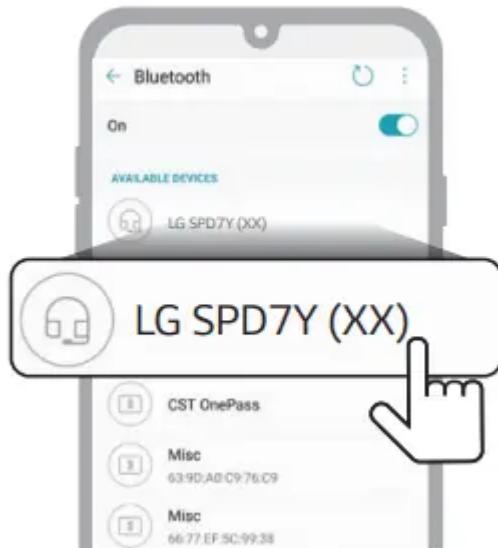 Bluetooth
On
AVAILABLE DEVICES
LG SPD7Y (XX)
LG SPD7Y (XX)
CST OnePass
Misc
63:9D:A0:C9:76:C9
Misc
66:77:EF:5C:99:38